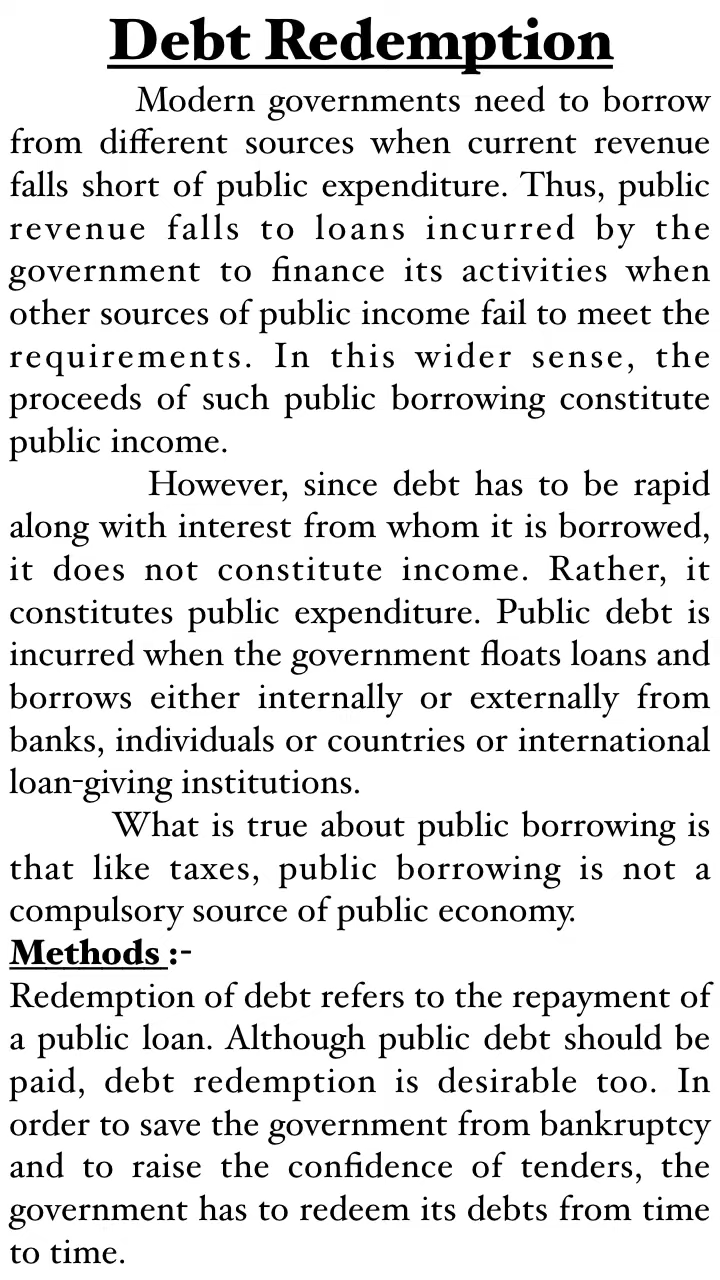 Debt Redemption
Modern governments need to borrow
from different sources when current revenue
falls short of public expenditure. Thus, public
revenue falls to loans incurred by the
government to finance its activities when
other sources of public income fail to meet the
requirements. In this wider sense, the
proceeds of such public borrowing constitute
public income.
However, since debt has to be rapid
along with interest from whom it is borrowed,
it does not constitute income. Rather, it
constitutes public expenditure. Public debt is
incurred when the government floats loans and
borrows either internally or externally from
banks, individuals or countries or international
loan-giving institutions.
What is true about public borrowing is
that like taxes, public borrowing is not a
compulsory source of public economy.
Methods :-
Redemption of debt refers to the repayment of
a public loan. Although public debt should be
paid, debt redemption is desirable too. In
order to save the government from bankruptcy
and to raise the confidence of tenders, the
government has to redeem its debts from time
to time.